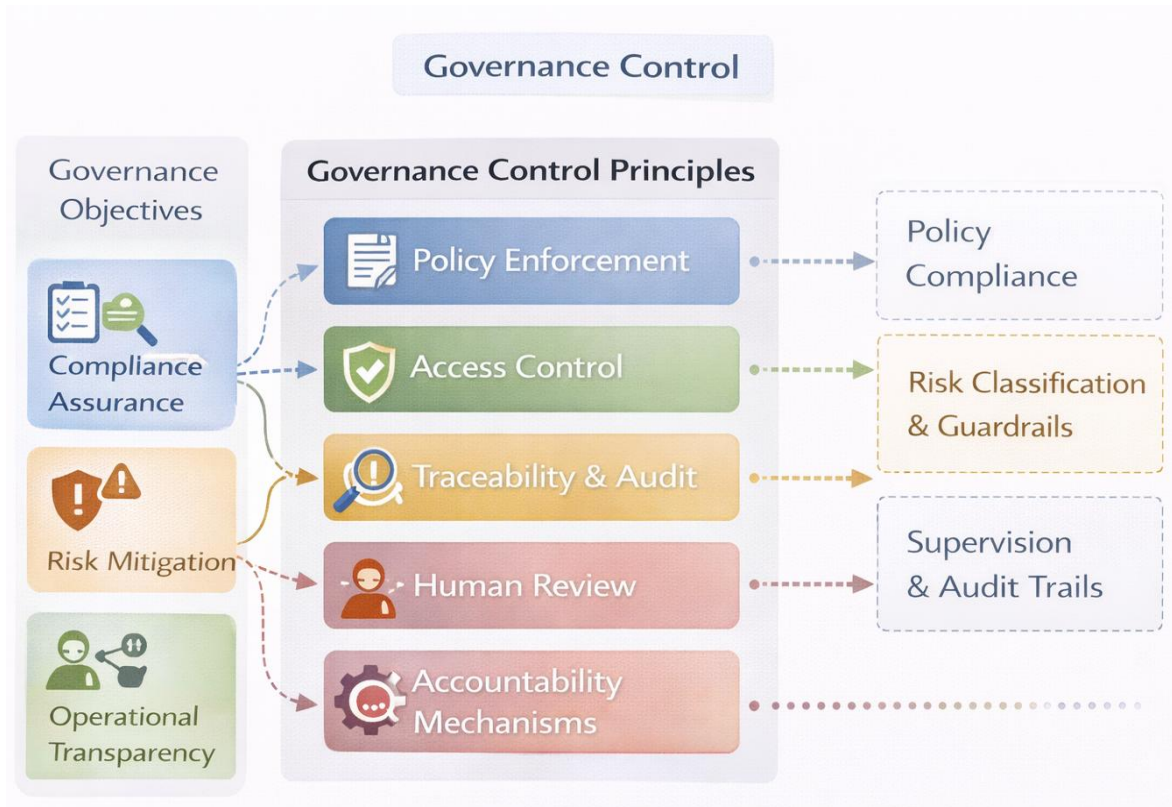 Governance Control
Governance
Objectives
Compliance
Assurance
Risk Mitigation
Operational
Transparency
Governance Control Principles
Policy Enforcement
Access Control
Traceability & Audit
Human Review
Accountability
Mechanisms
Policy
Compliance
Risk Classification
& Guardrails
Supervision
& Audit Trails